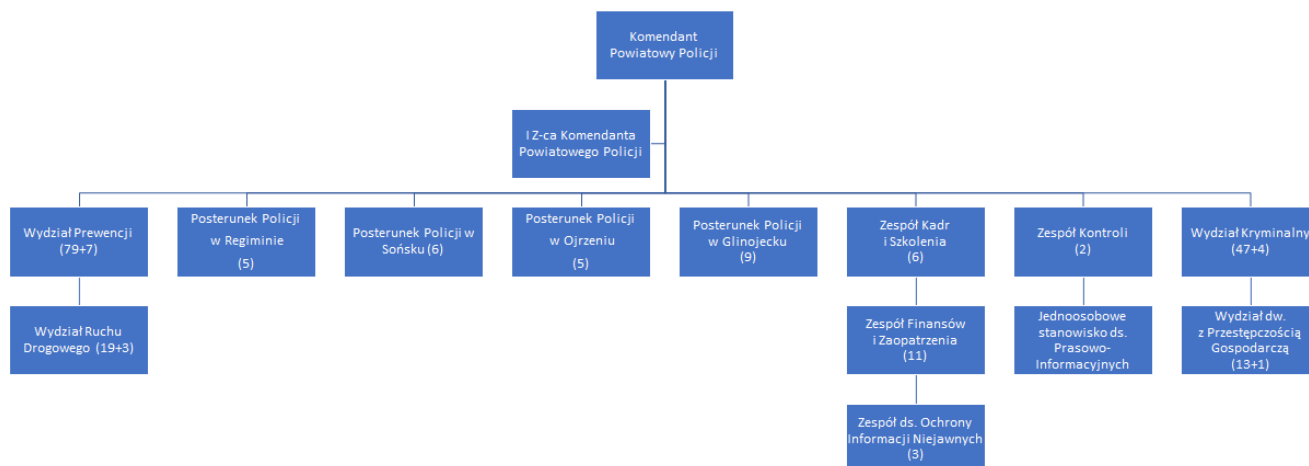 Komendant
Powiatowy Policji
I Z-ca Komendanta
Powiatowego Policji
Wydział Prewencji
(79+7)
Posterunek Policji
w Regiminie
(5)
Posterunek Policji w
Sońsku (6)
Posterunek Policji
w Ojrzeniu
(5)
Posterunek Policji
w Glinojecku
(9)
Zespół Kadr
i Szkolenia
(6)
Zespół Kontroli
(2)
Wydział Kryminalny
(47+4)
Wydział Ruchu
Drogowego (19+3)
Zespół Finansów
i Zaopatrzenia
(11)
Jednoosobowe
stanowisko ds.
Prasowo-
Informacyjnych
Wydział dw.
z Przestępczością
Gospodarczą
(13+1)
Zespół ds. Ochrony
Informacji Niejawnych
(3)